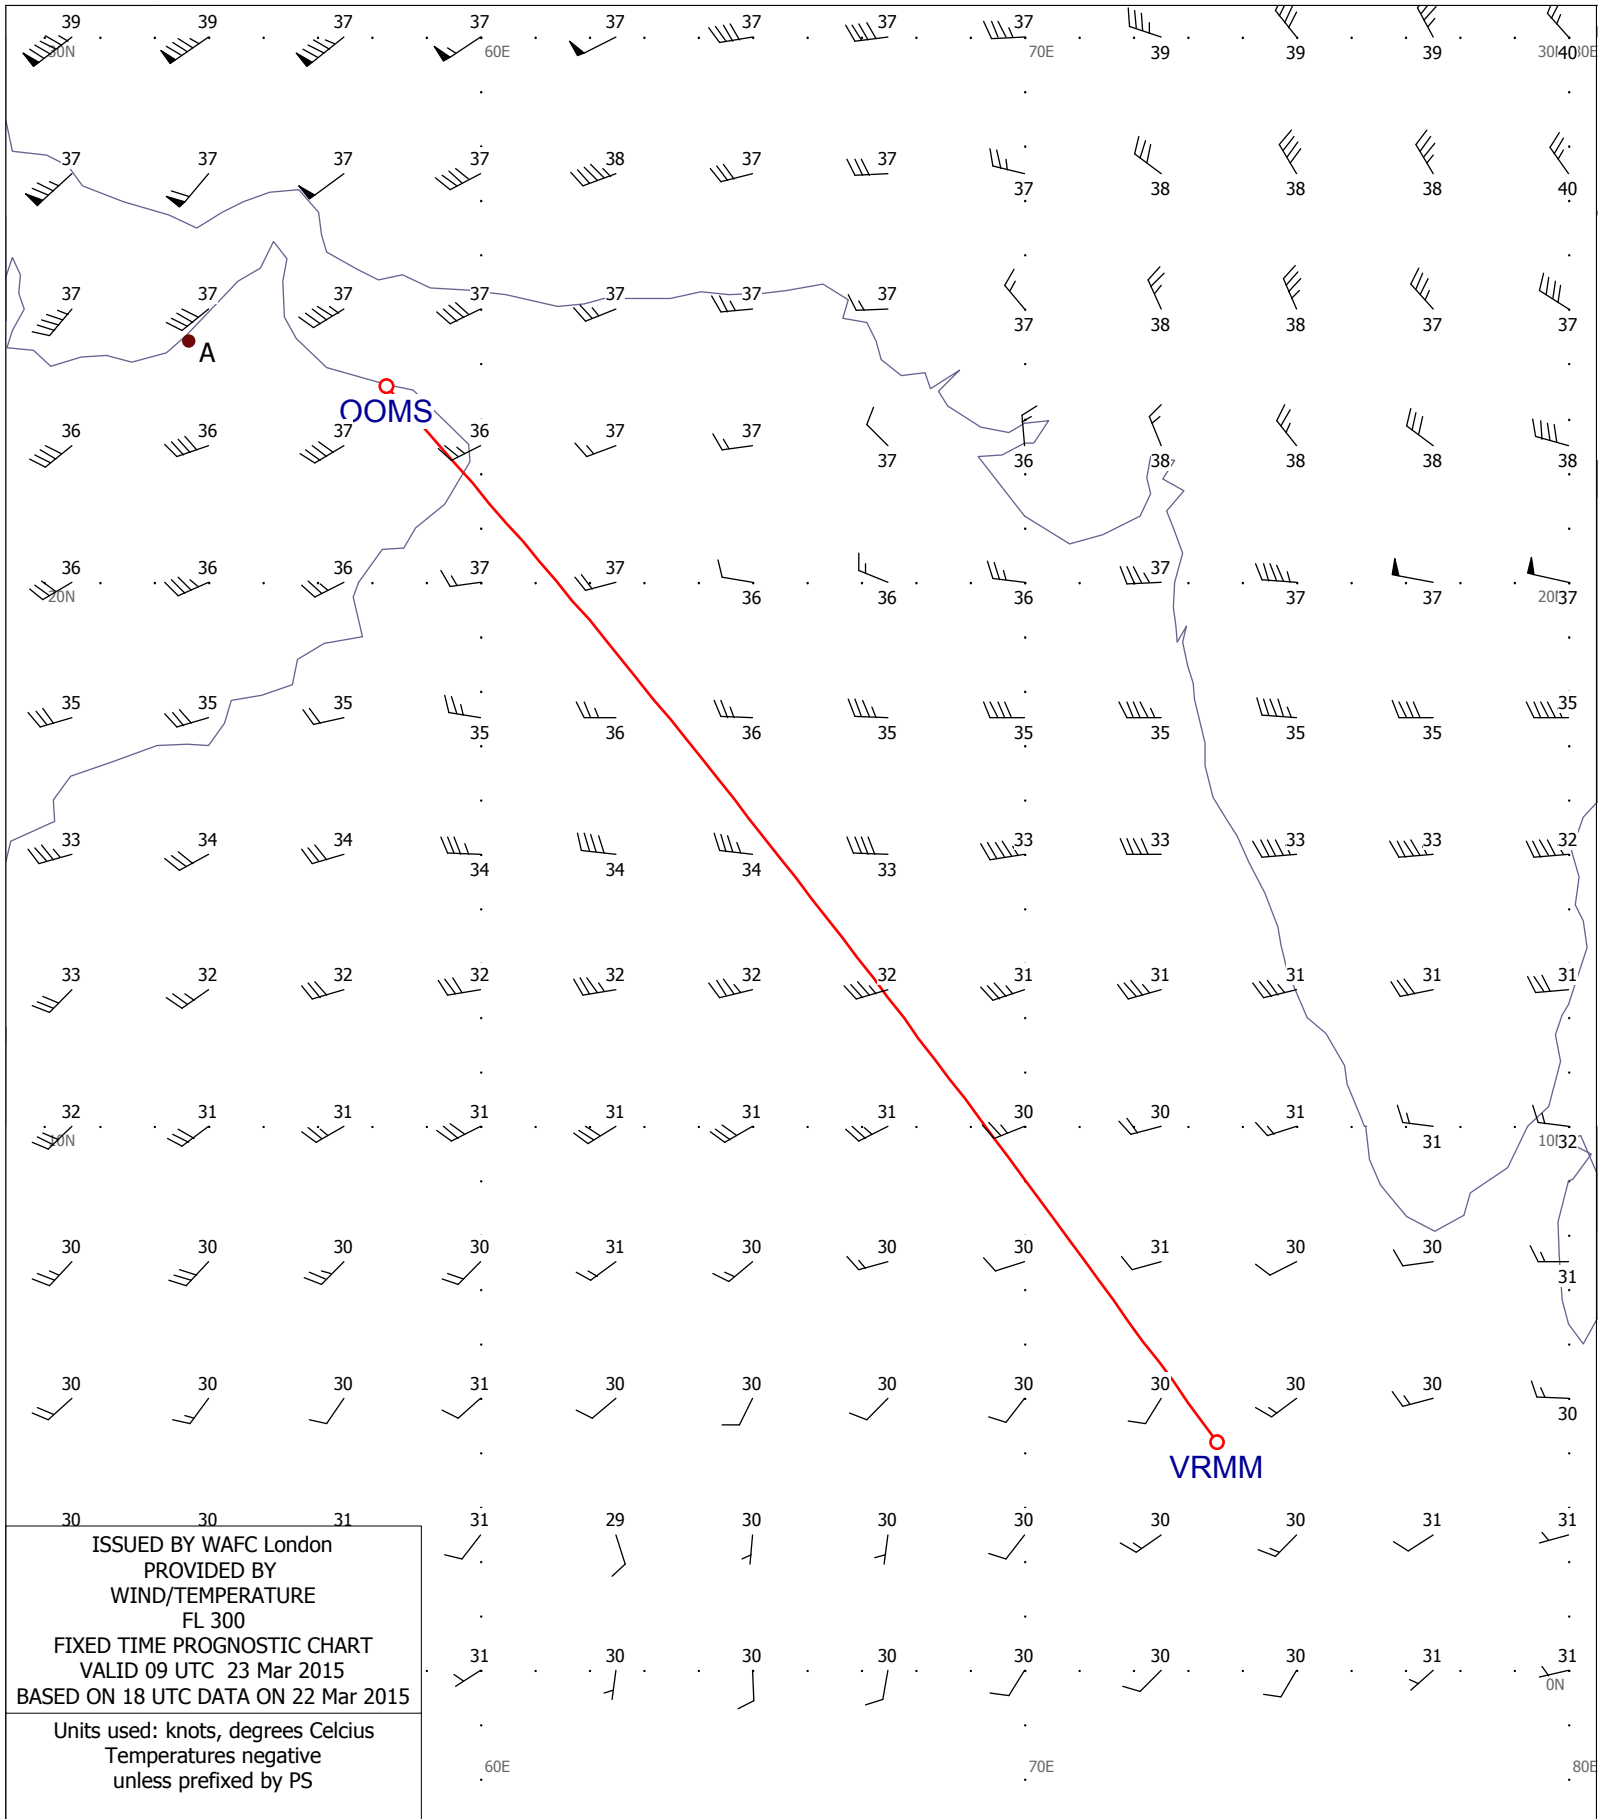 39 39 37 37 37 37 37 37
30N 60E 70E 39 39 39 30N 40 80E
37 37 37 37 38 37 37
37 38 38 38 40
37 37 37 37 37 37 37
37 38 38 37 37
A
OOMS
36 36 37 36 37 37
37 36 38 38 38 38
36 36 36 37 37 37
20N 36 36 36 37 37 20N 37
35 35 35 35
35 36 36 35 35 35 35 35
33 34 34 33 33 33 33 32
34 34 34 33
33 32 32 32 32 32 32 31 31 31 31 31
32 31 31 31 31 31 31 30 30 31
10N 31 10N 32
30 30 30 30 31 30 30 30 31 30 30
31
30 30 30 31 30 30 30 30 30 30 30
30
VRMM
30 30 31 31 29 30 30 30 30 30 31 31
ISSUED BY WAFC London
PROVIDED BY
WIND/TEMPERATURE
FL 300
FIXED TIME PROGNOSTIC CHART
VALID 09 UTC 23 Mar 2015
BASED ON 18 UTC DATA ON 22 Mar 2015
31 30 30 30 30 30 30 31 31
0N
Units used: knots, degrees Celcius
Temperatures negative
unless prefixed by PS
60E 70E 80E